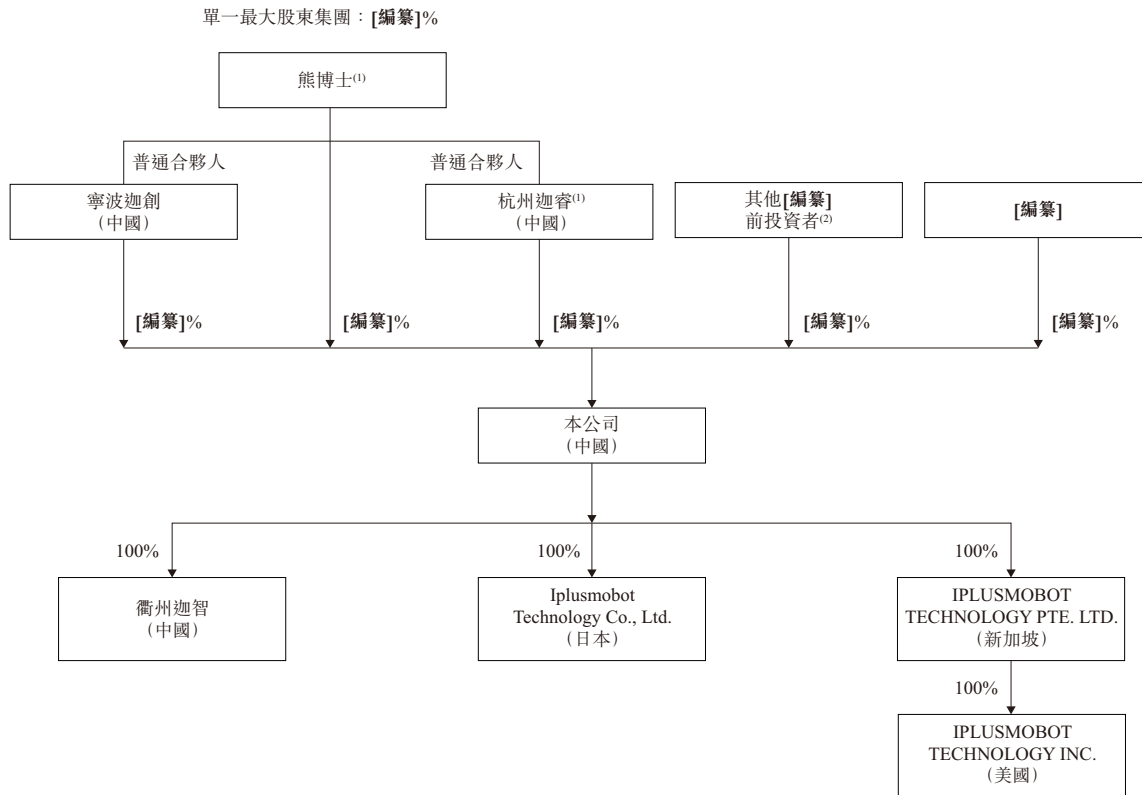 單一最大股東集團：[編纂]%
熊博士(1)
普通合夥人
普通合夥人
寧波迦創
（中國）
杭州迦睿(1)
（中國）
其他[編纂]
前投資者(2)
[編纂]
[編纂]%
[編纂]%
[編纂]%
[編纂]%
[編纂]%
本公司
（中國）
100%
100%
100%
衢州迦智
（中國）
Iplusmobot
Technology Co., Ltd.
（日本）
IPLUSMOBOT
TECHNOLOGY PTE. LTD.
（新加坡）
100%
IPLUSMOBOT
TECHNOLOGY INC.
（美國）